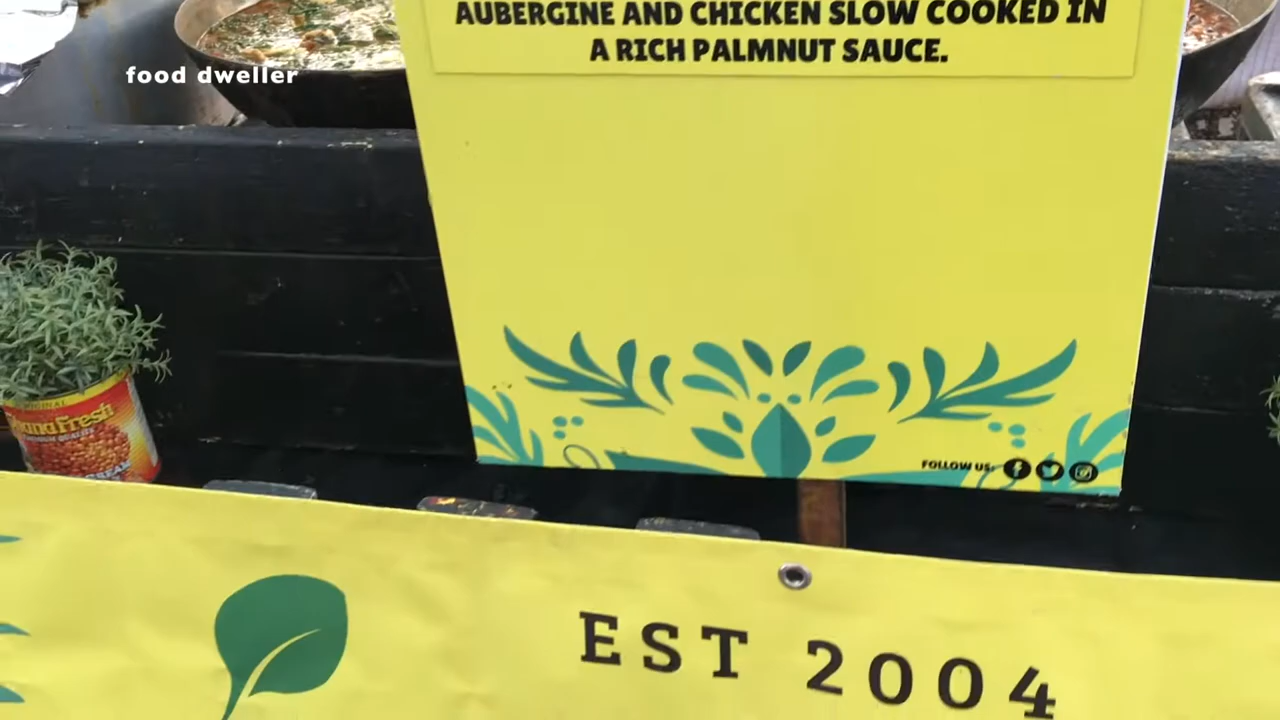 AUBERGINE AND CHICKEN SLOW COOKED IN
A RICH PALMNUT SAUCE.
food dweller
FOLLOW US:
EST 2004